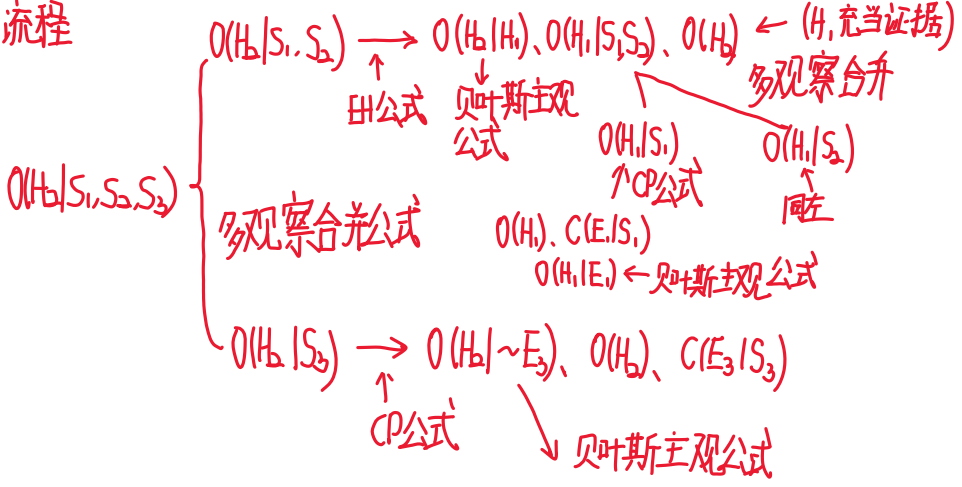 流程
O(H2|S1,S2) → O(H2|H1)、O(H1|S1,S2)、O(H2) ← (H1充当证据)
EH公式
贝叶斯主观公式
多观察合并
O(H1|S1)
O(H1|S2)
CP公式
同左
O(H2|S1,S2,S3)
多观察合并公式
O(H1)、C(E1|S1)
O(H1|E1) ← 贝叶斯主观公式
O(H2|S3) → O(H2|~E3)、O(H2)、C(E3|S3)
CP公式
贝叶斯主观公式